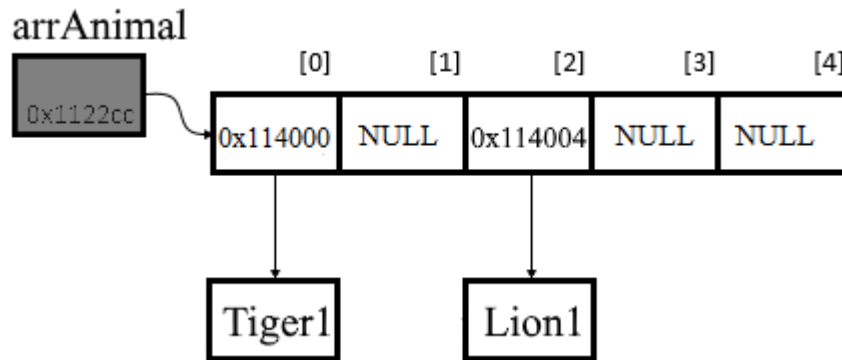 arrAnimal
[0] [1] [2] [3] [4]
0x1122cc
0x114000 NULL 0x114004 NULL NULL
Tiger1 Lion1